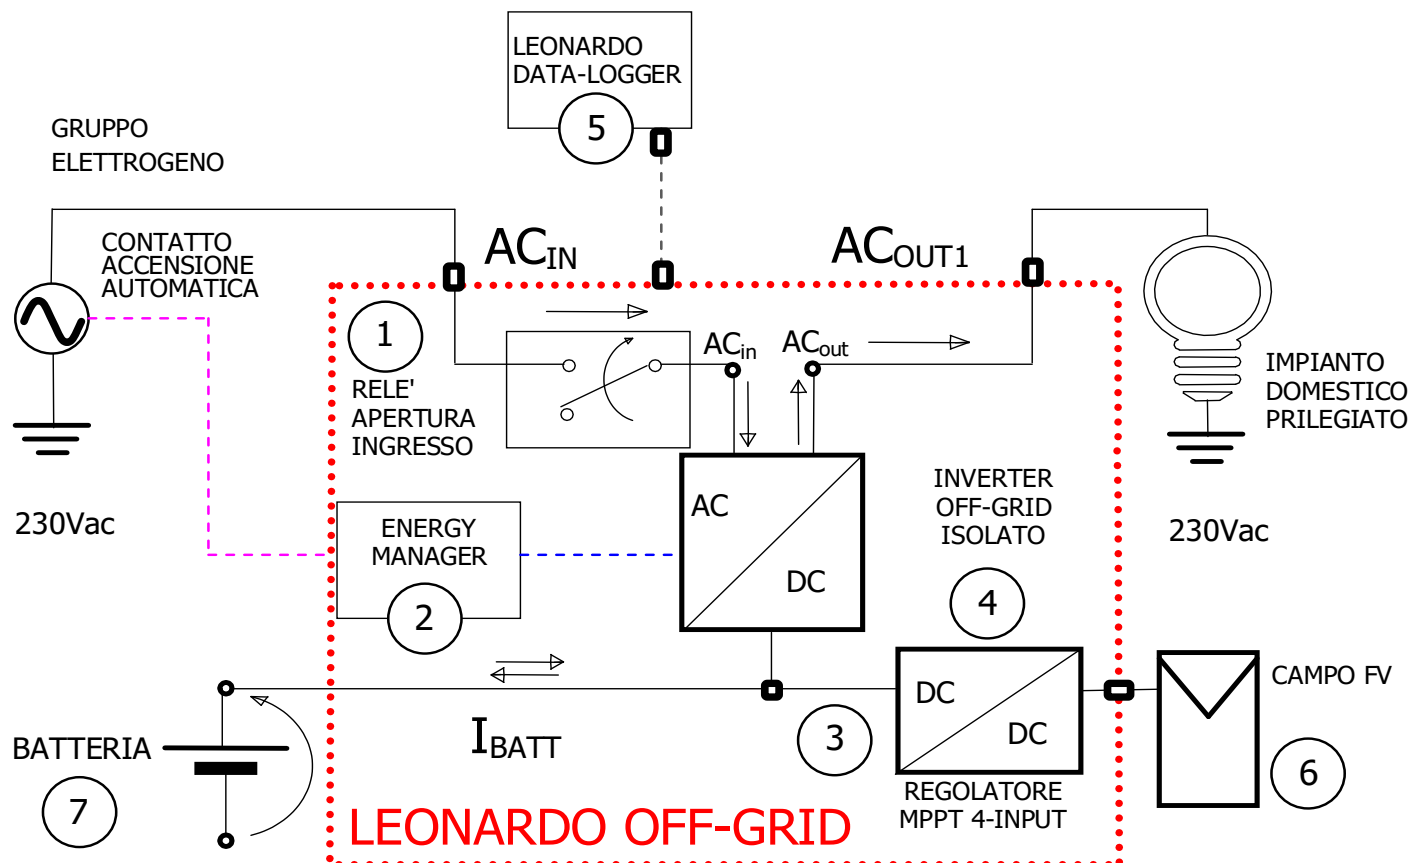 LEONARDO
DATA-LOGGER
5
GRUPPO
ELETTROGENO
CONTATTO
ACCENSIONE
AUTOMATICA
AC_IN
AC_OUT1
1
RELE'
APERTURA
INGRESSO
AC_in
AC_out
IMPIANTO
DOMESTICO
PRILEGIATO
230Vac
230Vac
ENERGY
MANAGER
2
AC
DC
INVERTER
OFF-GRID
ISOLATO
4
DC
DC
3
REGOLATORE
MPPT 4-INPUT
CAMPO FV
6
BATTERIA
7
I_BATT
LEONARDO OFF-GRID